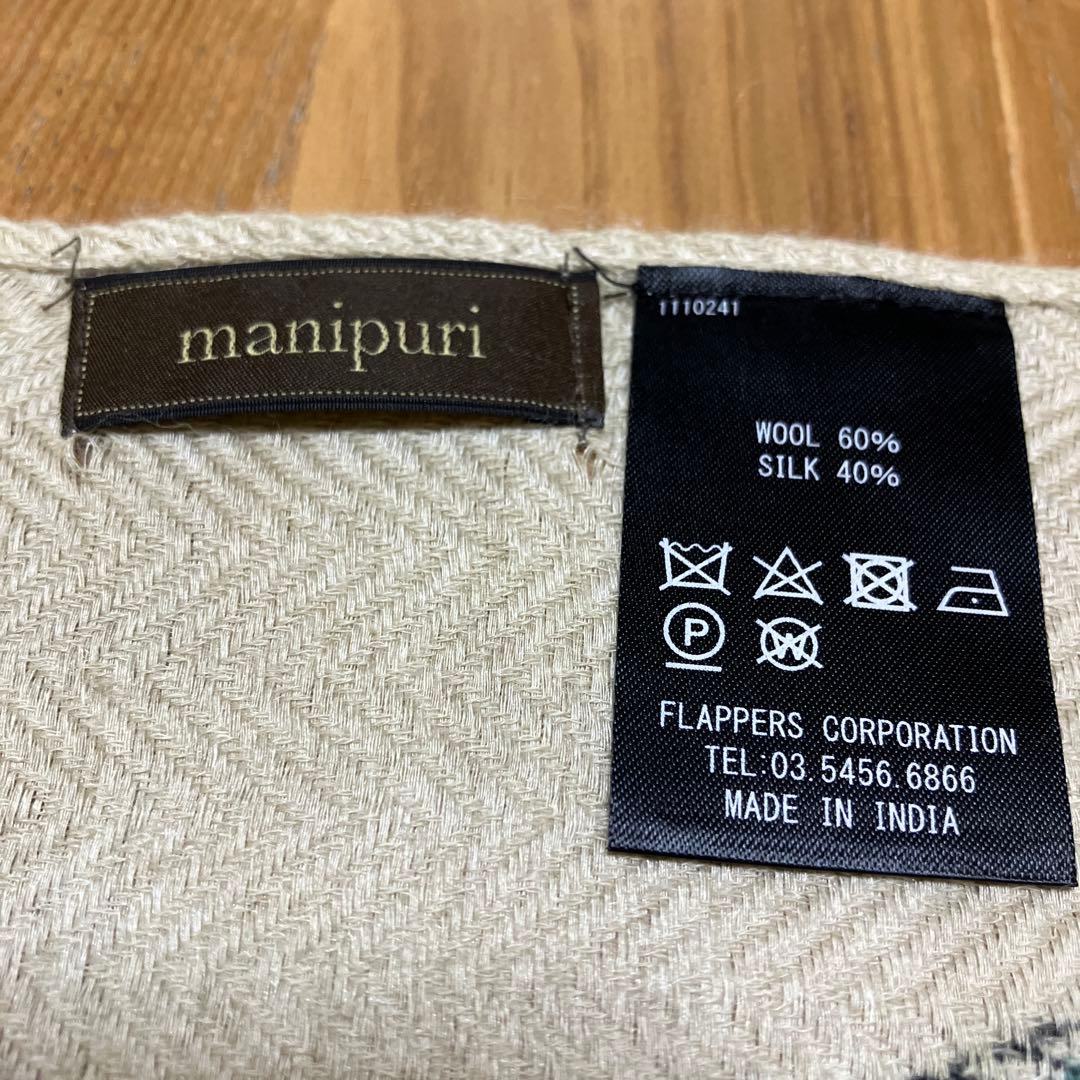 manipuri
1110241
WOOL 60%
SILK 40%
P
W
FLAPPERS CORPORATION
TEL:03 5456.6866
MADE IN INDIA